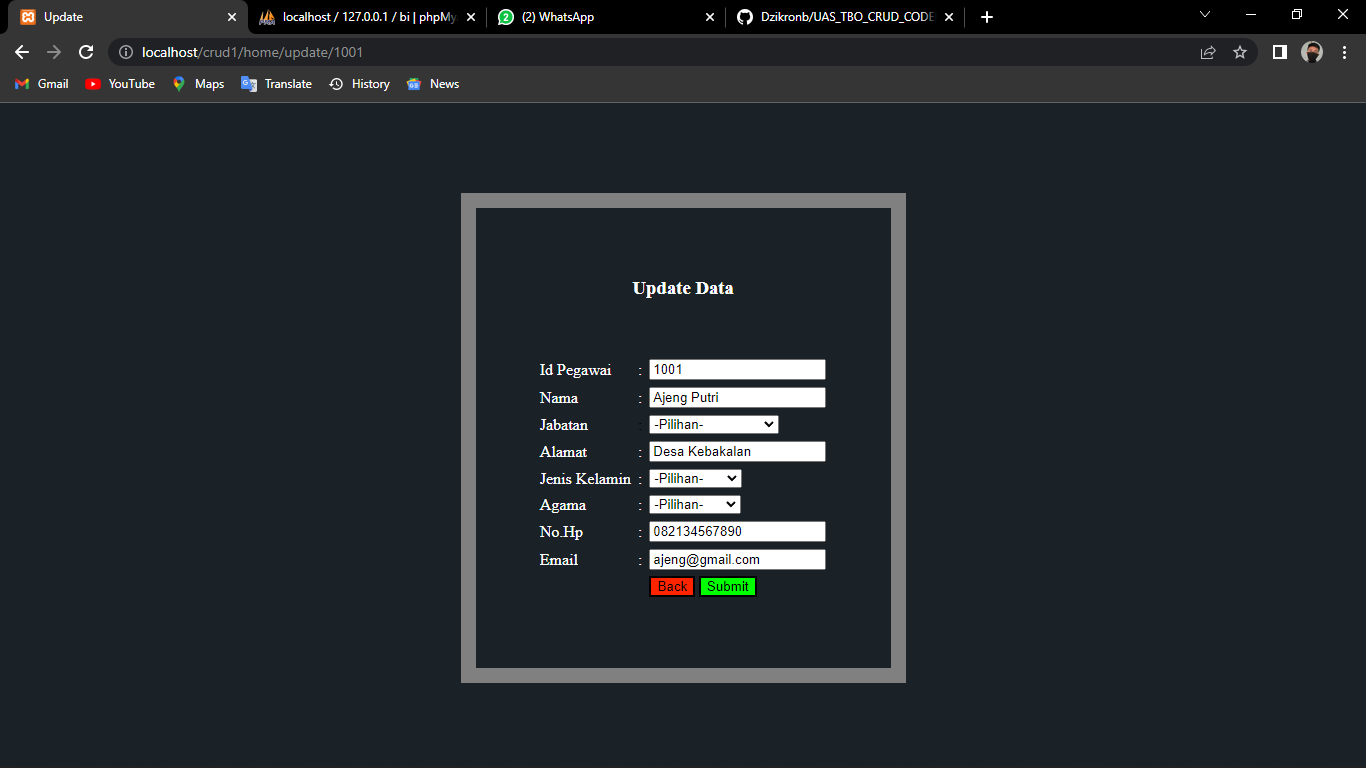 Update
localhost / 127.0.0.1 / bi | phpMy
(2) WhatsApp
Dzikronb/UAS_TBO_CRUD_CODE
localhost/crud1/home/update/1001
Gmail YouTube Maps Translate History News
Update Data
Id Pegawai : 1001
Nama : Ajeng Putri
Jabatan : -Pilihan-
Alamat : Desa Kebakalan
Jenis Kelamin : -Pilihan-
Agama : -Pilihan-
No.Hp : 082134567890
Email : ajeng@gmail.com
Back Submit